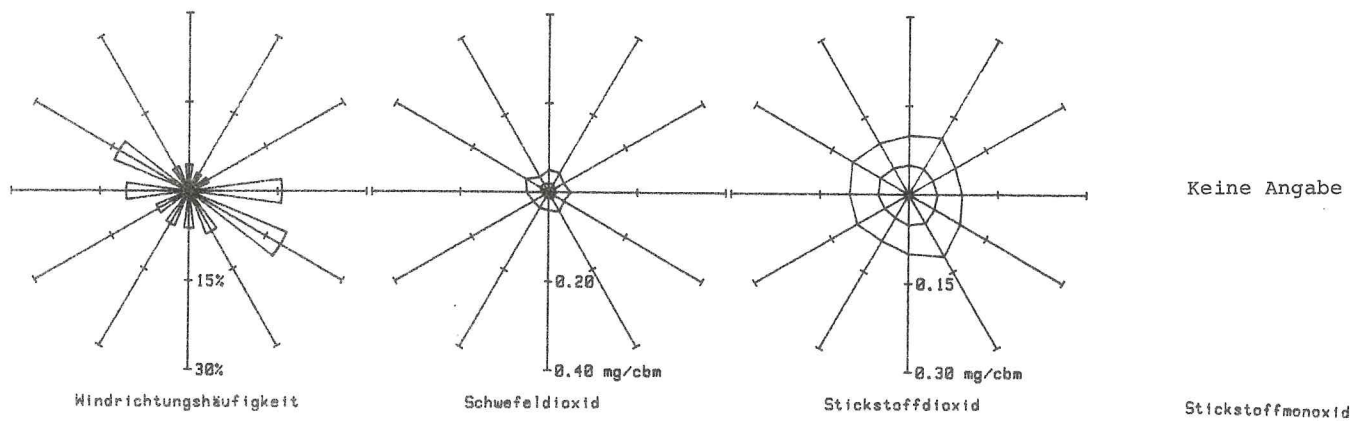 15%
30%
Windrichtungshäufigkeit
0.20
0.40 mg/cbm
Schwefeldioxid
0.15
0.30 mg/cbm
Stickstoffdioxid
Keine Angabe
Stickstoffmonoxid